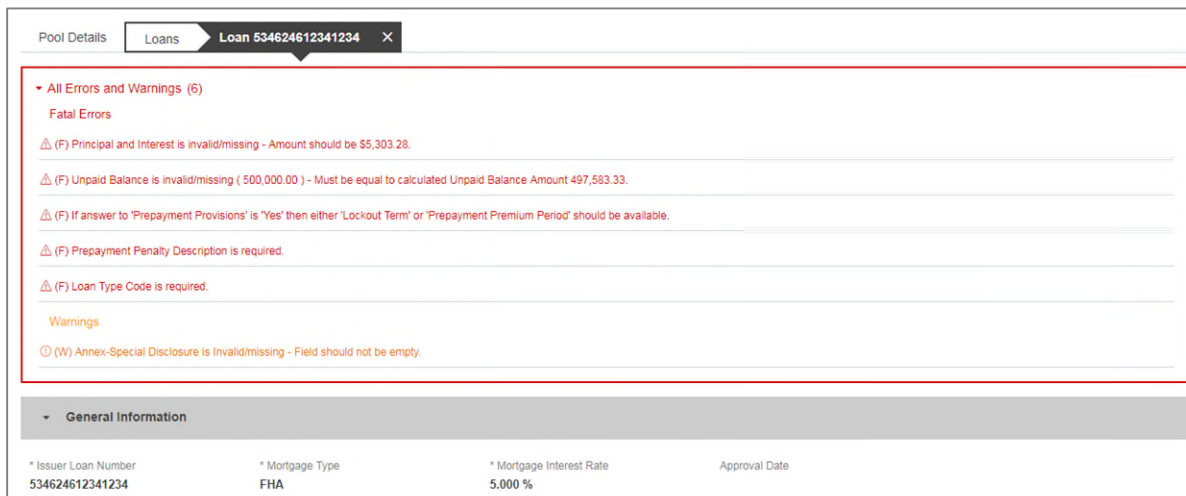 Pool Details Loans Loan 534624612341234 ×
All Errors and Warnings (6)
Fatal Errors
(F) Principal and Interest is invalid/missing - Amount should be $5,303.28.
(F) Unpaid Balance is invalid/missing ( 500,000.00 ) - Must be equal to calculated Unpaid Balance Amount 497,583.33.
(F) If answer to 'Prepayment Provisions' is 'Yes' then either 'Lockout Term' or 'Prepayment Premium Period' should be available.
(F) Prepayment Penalty Description is required.
(F) Loan Type Code is required.
Warnings
(W) Annex-Special Disclosure is Invalid/missing - Field should not be empty.
General Information
* Issuer Loan Number * Mortgage Type * Mortgage Interest Rate Approval Date
534624612341234 FHA 5.000 %